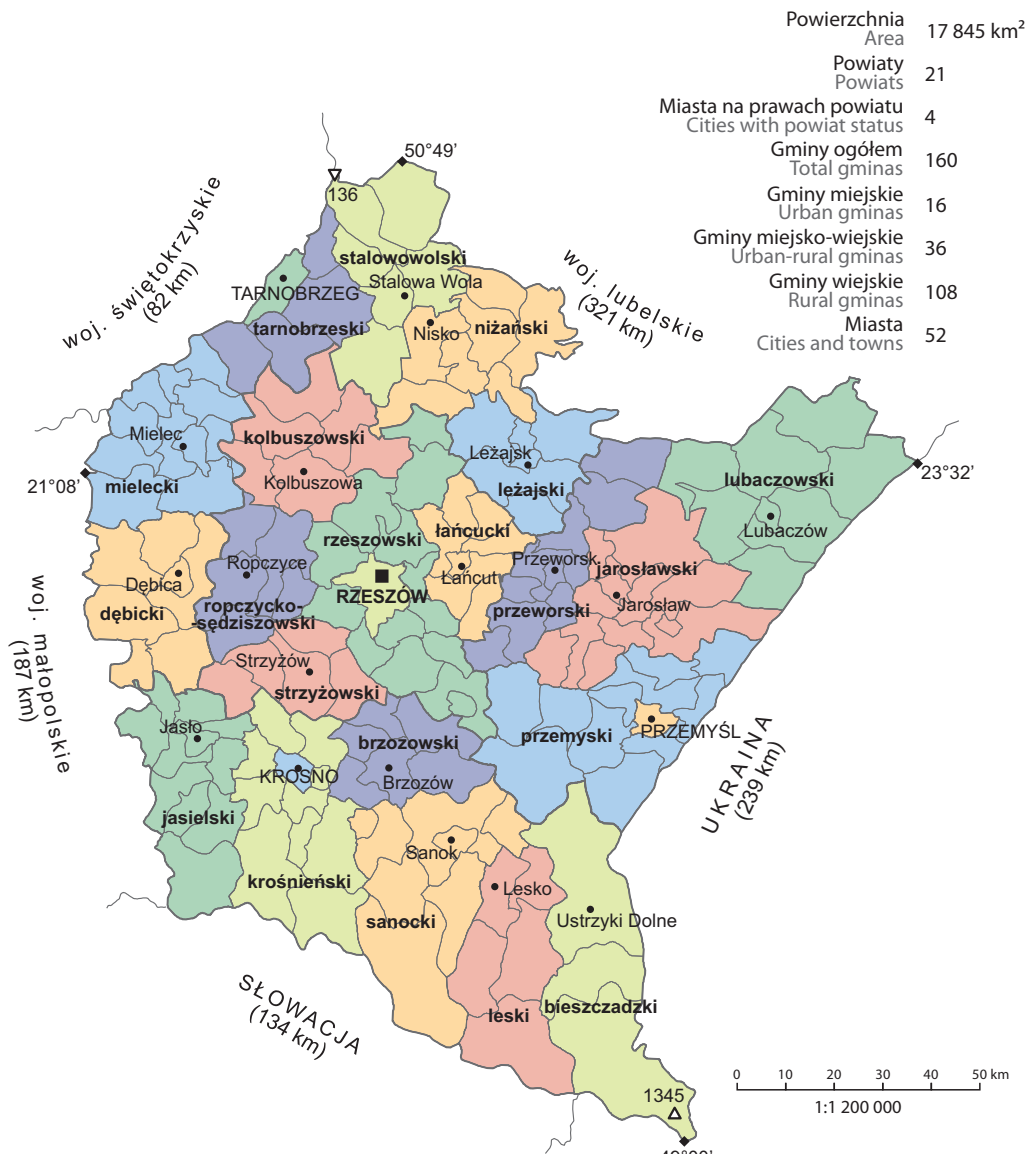 Powierzchnia
Area
17 845 km²
Powiaty
Powiats
21
Miasta na prawach powiatu
Cities with powiat status
4
Gminy ogółem
Total gminas
160
Gminy miejskie
Urban gminas
16
Gminy miejsko-wiejskie
Urban-rural gminas
36
Gminy wiejskie
Rural gminas
108
Miasta
Cities and towns
52
50°49'
136
woj. świętokrzyskie
(82 km)
woj. lubelskie
(321 km)
stalowowolski
Stalowa Wola
TARNOBRZEG
tarnobrzeski
Nisko
niżański
Mielec
mielecki
kolbuszowski
Kolbuszowa
Leżajsk
leżajski
lubaczowski
Lubaczów
21°08'
23°32'
rzeszowski
RZESZÓW
łańcucki
Łańcut
Przeworsk
przeworski
jarosławski
Jarosław
Dębica
dębicki
Ropczyce
ropczycko-
-sędziszowski
Strzyżów
strzyżowski
woj. małopolskie
(187 km)
Jasło
jasielski
KROSNO
krośnieński
brzozowski
Brzozów
przemyski
PRZEMYŚL
UKRAINA
(239 km)
Sanok
sanocki
Lesko
leski
Ustrzyki Dolne
bieszczadzki
SŁOWACJA
(134 km)
1345
0 10 20 30 40 50 km
1:1 200 000